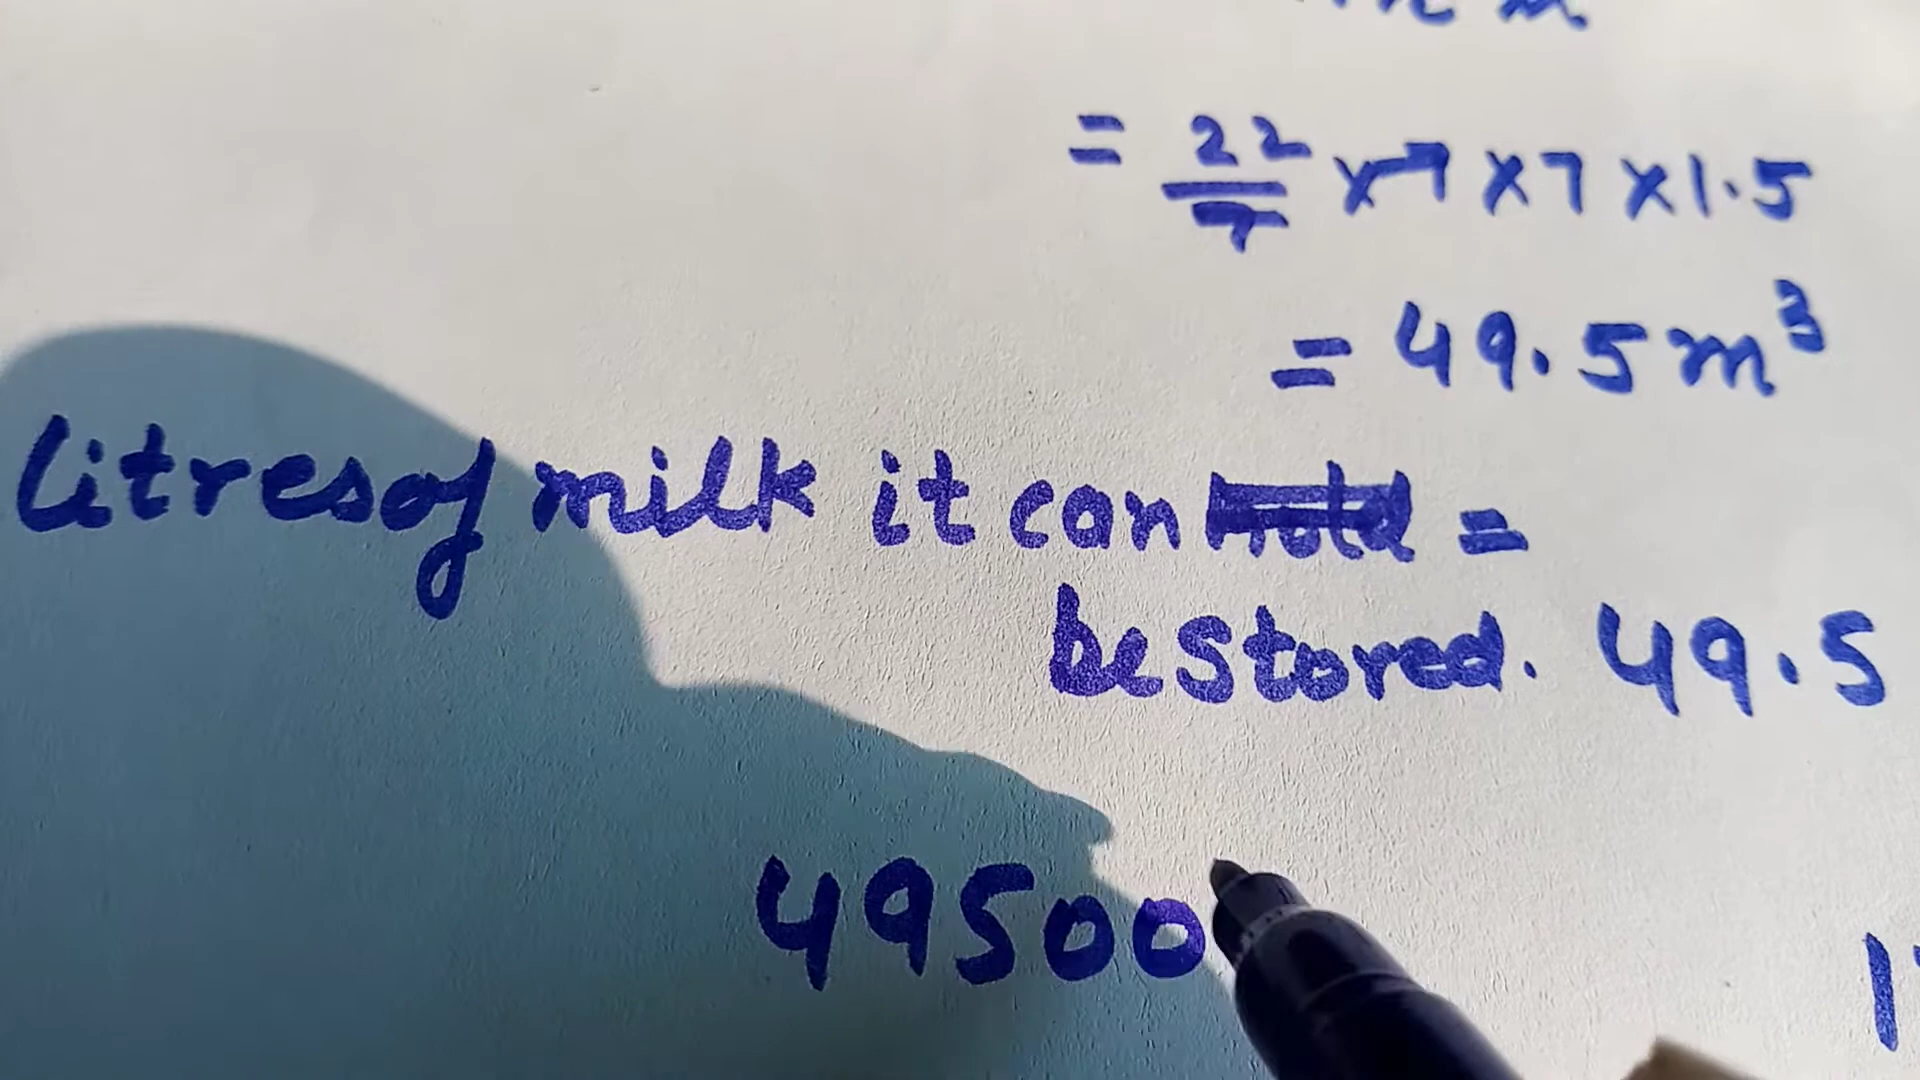 = 22/7 x 7 x 7 x 1.5
= 49.5 m³
Litres of milk it can =
be stored. 49.5
49500